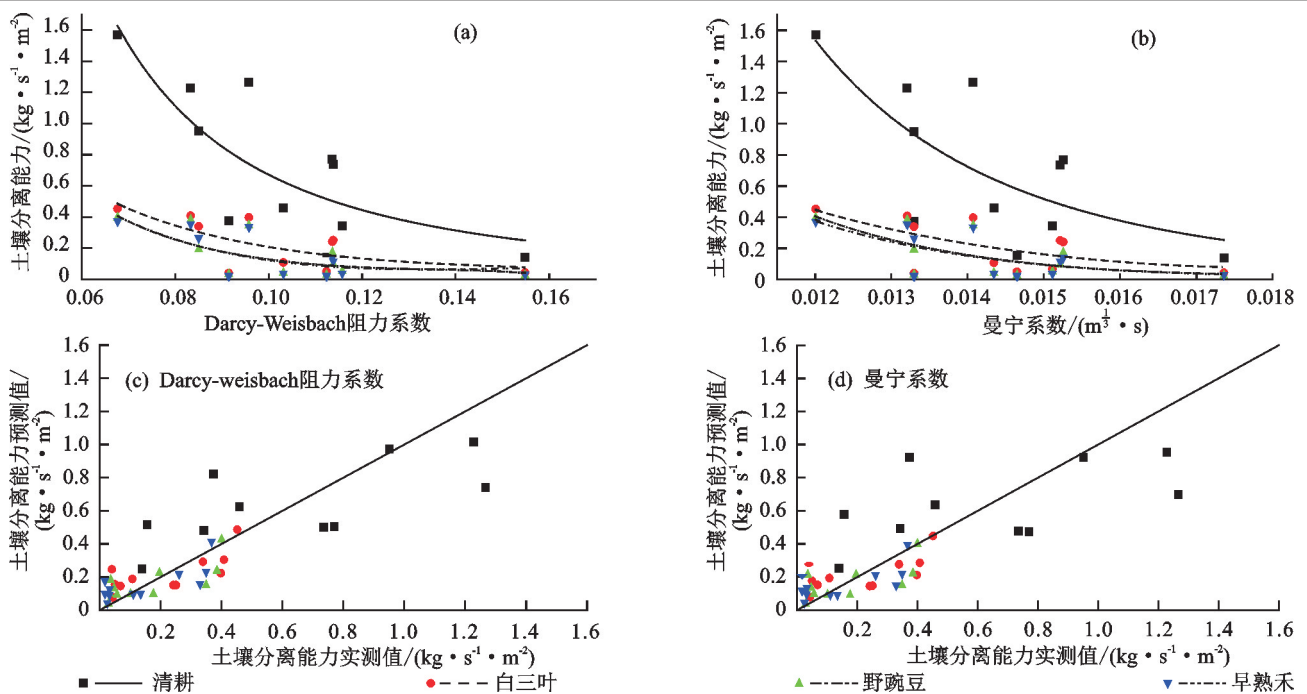 土壤分离能力/(kg·s⁻¹·m⁻²)
1.6
1.4
1.2
1.0
0.8
0.6
0.4
0.2
0
(a)
0.06 0.08 0.10 0.12 0.14 0.16
Darcy-Weisbach阻力系数
土壤分离能力/(kg·s⁻¹·m⁻²)
1.6
1.4
1.2
1.0
0.8
0.6
0.4
0.2
0
(b)
0.012 0.013 0.014 0.015 0.016 0.017 0.018
曼宁系数/(m^{1/3}·s)
土壤分离能力预测值/
(kg·s⁻¹·m⁻²)
1.6
1.4
1.2
1.0
0.8
0.6
0.4
0.2
0
(c) Darcy-weisbach阻力系数
0.2 0.4 0.6 0.8 1.0 1.2 1.4 1.6
土壤分离能力实测值/(kg·s⁻¹·m⁻²)
土壤分离能力预测值/
(kg·s⁻¹·m⁻²)
1.6
1.4
1.2
1.0
0.8
0.6
0.4
0.2
0
(d) 曼宁系数
0.2 0.4 0.6 0.8 1.0 1.2 1.4 1.6
土壤分离能力实测值/(kg·s⁻¹·m⁻²)
清耕 白三叶 野豌豆 早熟禾